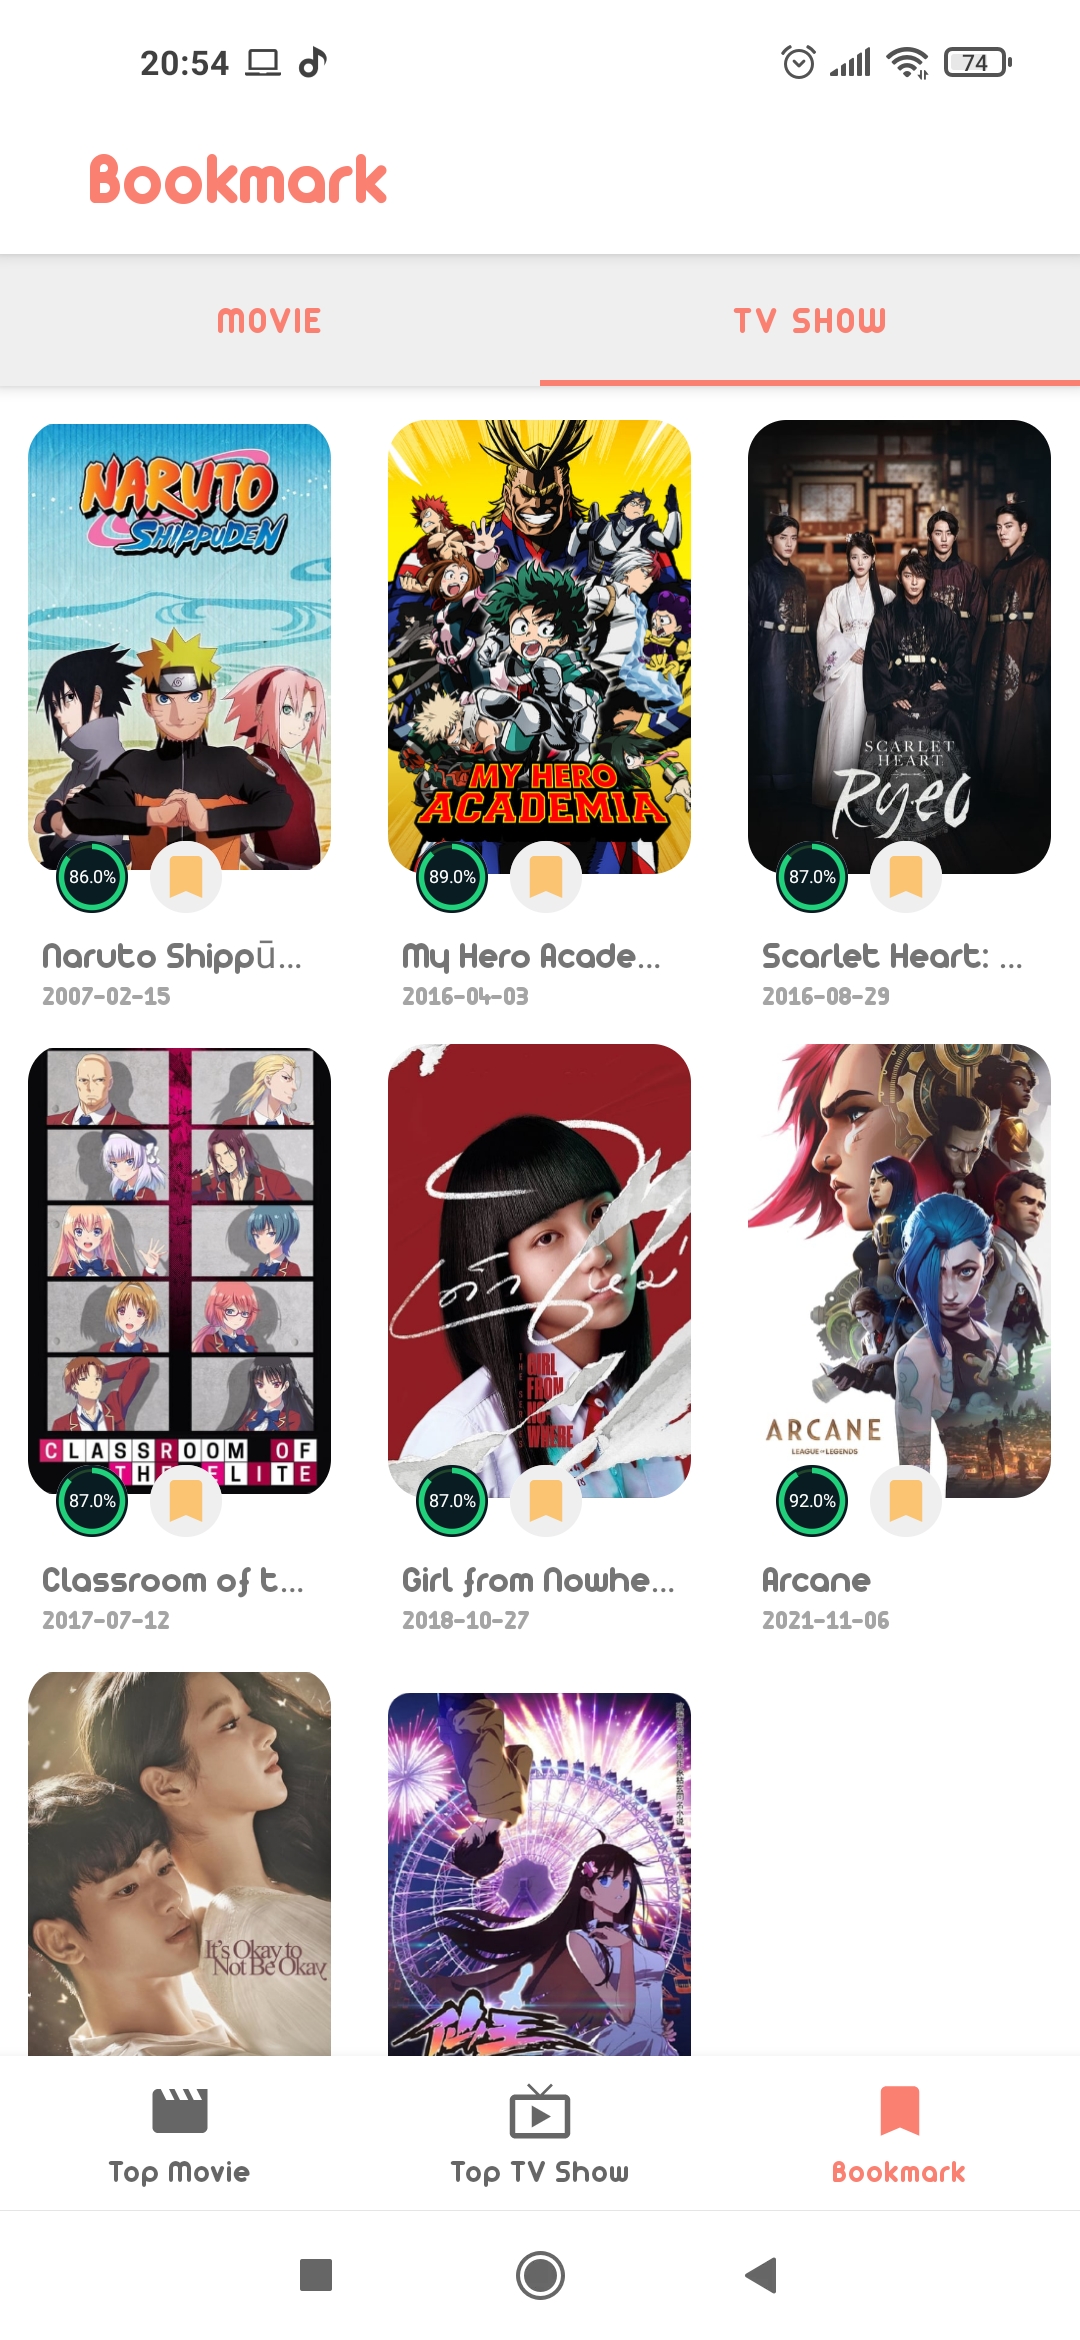 20:54
74
Bookmark
MOVIE
TV SHOW
NARUTO
SHIPPUDEN
MY HERO
ACADEMIA
SCARLET
HEART
Ryeo
86.0%
89.0%
87.0%
Naruto Shippū...
My Hero Acade...
Scarlet Heart: ...
2007-02-15
2016-04-03
2016-08-29
CLASSROOM OF
THE ELITE
THE SERIES
GIRL
FROM
NO
WHERE
ARCANE
LEAGUE OF LEGENDS
87.0%
87.0%
92.0%
Classroom of t...
Girl from Nowhe...
Arcane
2017-07-12
2018-10-27
2021-11-06
It's Okay to
Not Be Okay
Top Movie
Top TV Show
Bookmark